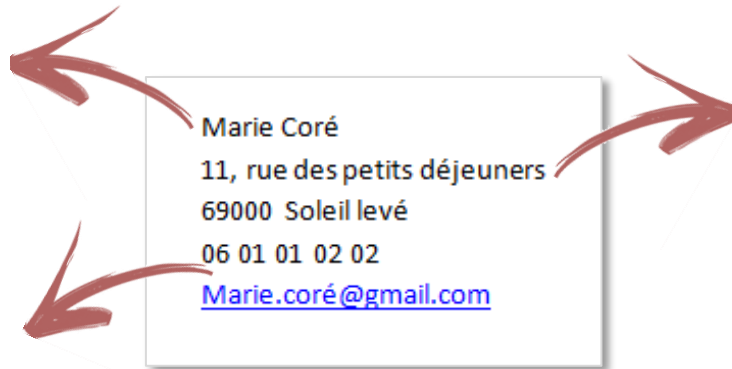 Marie Coré
11, rue des petits déjeuners
69000 Soleil levé
06 01 01 02 02
Marie.coré@gmail.com